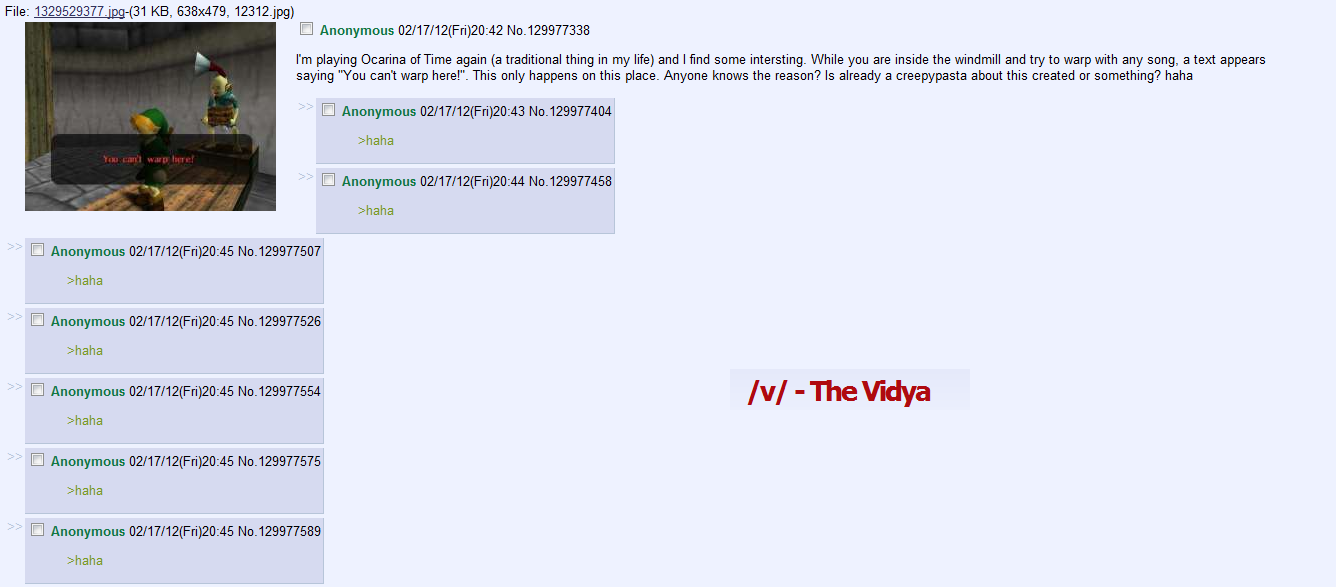 File: 1329529377.jpg-(31 KB, 638x479, 12312.jpg)
You can't warp here!
Anonymous 02/17/12(Fri)20:42 No.129977338
I'm playing Ocarina of Time again (a traditional thing in my life) and I find some intersting. While you are inside the windmill and try to warp with any song, a text appears
saying "You can't warp here!". This only happens on this place. Anyone knows the reason? Is already a creepypasta about this created or something? haha
>> Anonymous 02/17/12(Fri)20:43 No.129977404
>haha
>> Anonymous 02/17/12(Fri)20:44 No.129977458
>haha
>> Anonymous 02/17/12(Fri)20:45 No.129977507
>haha
>> Anonymous 02/17/12(Fri)20:45 No.129977526
>haha
>> Anonymous 02/17/12(Fri)20:45 No.129977554
>haha
>> Anonymous 02/17/12(Fri)20:45 No.129977575
>haha
>> Anonymous 02/17/12(Fri)20:45 No.129977589
>haha
/v/ - The Vidya